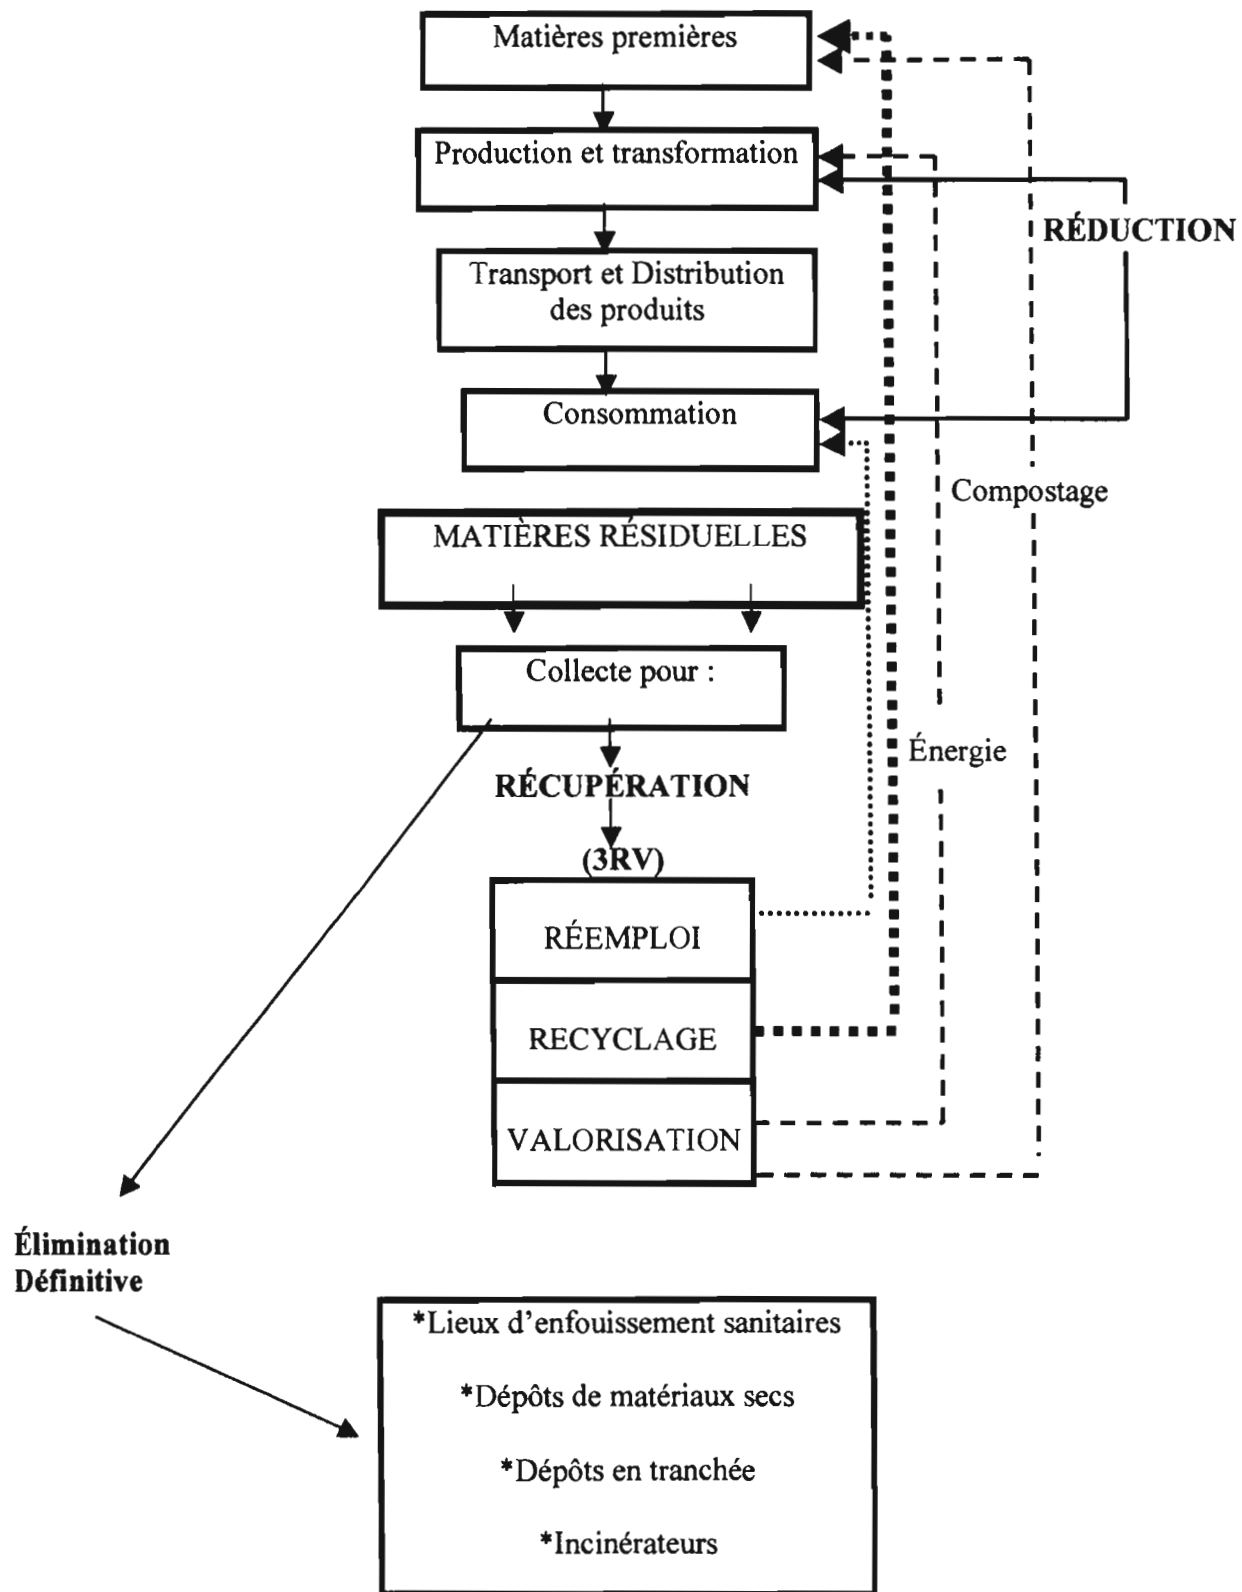 Matières premières
Production et transformation
RÉDUCTION
Transport et Distribution
des produits
Consommation
Compostage
MATIÈRES RÉSIDUELLES
Collecte pour :
Énergie
RÉCUPÉRATION
(3RV)
RÉEMPLOI
RECYCLAGE
VALORISATION
Élimination
Définitive
*Lieux d'enfouissement sanitaires
*Dépôts de matériaux secs
*Dépôts en tranchée
*Incinérateurs